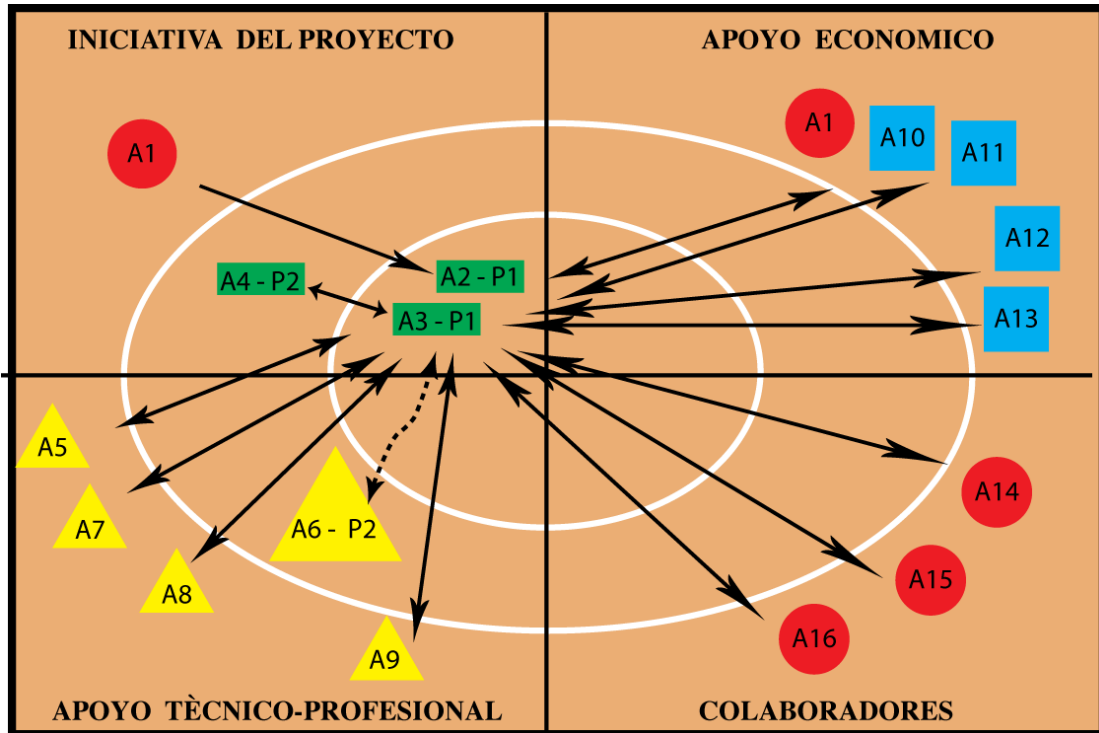 INICIATIVA DEL PROYECTO
A1
A4 - P2
A2 - P1
A3 - P1
APOYO ECONOMICO
A1
A10
A11
A12
A13
A5
A7
A8
A6 - P2
A9
APOYO TÈCNICO-PROFESIONAL
A14
A15
A16
COLABORADORES